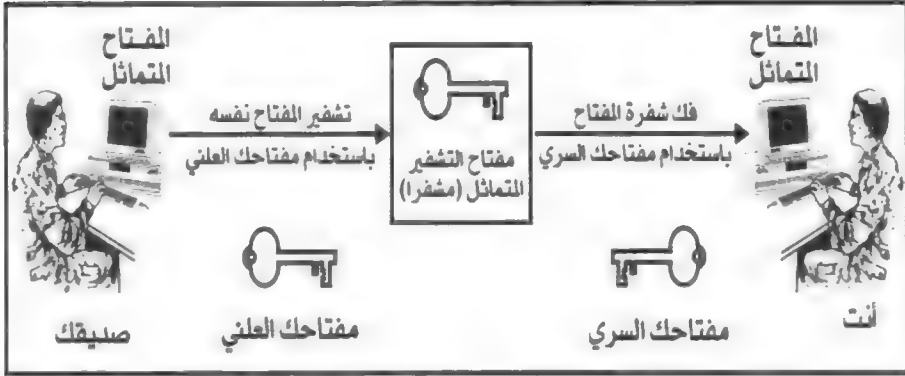 المفتاح
المتماثل
فك شفرة المفتاح
باستخدام مفتاحك السري
مفتاح التشفير
المتماثل (مشفرا)
تشفير المفتاح نفسه
باستخدام مفتاحك العلني
المفتاح
المتماثل
أنت
مفتاحك السري
مفتاحك العلني
صديقك